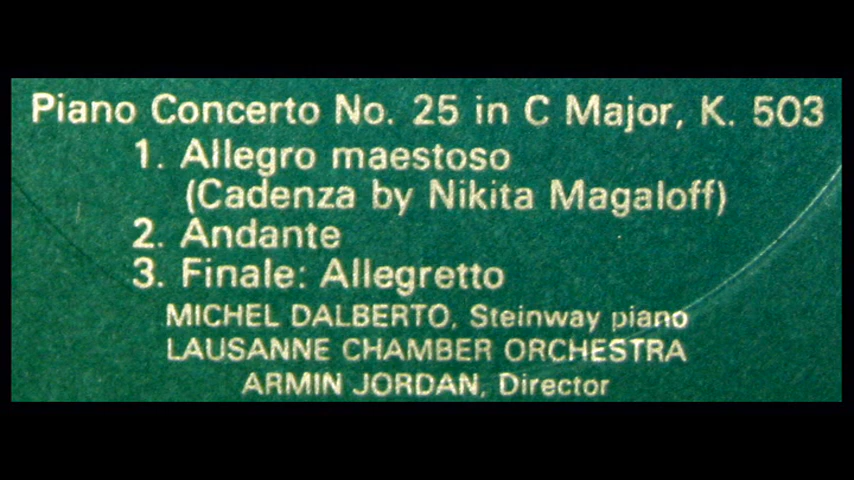 Piano Concerto No. 25 in C Major, K. 503
1. Allegro maestoso
(Cadenza by Nikita Magaloff)
2. Andante
3. Finale: Allegretto
MICHEL DALBERTO, Steinway piano
LAUSANNE CHAMBER ORCHESTRA
ARMIN JORDAN, Director